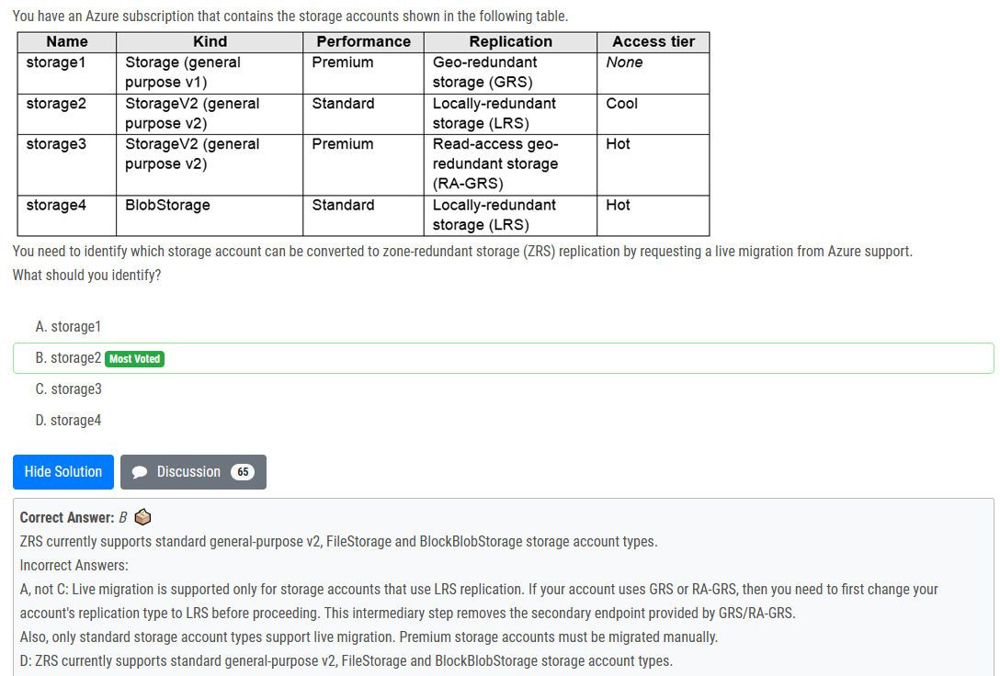 You have an Azure subscription that contains the storage accounts shown in the following table.
Name Kind Performance Replication Access tier
storage1 Storage (general Premium Geo-redundant None
purpose v1) storage (GRS)
storage2 StorageV2 (general Standard Locally-redundant Cool
purpose v2) storage (LRS)
storage3 StorageV2 (general Premium Read-access geo- Hot
purpose v2) redundant storage
(RA-GRS)
storage4 BlobStorage Standard Locally-redundant Hot
storage (LRS)
You need to identify which storage account can be converted to zone-redundant storage (ZRS) replication by requesting a live migration from Azure support.
What should you identify?
A. storage1
B. storage2 Most Voted
C. storage3
D. storage4
Hide Solution Discussion 65
Correct Answer: B
ZRS currently supports standard general-purpose v2, FileStorage and BlockBlobStorage storage account types.
Incorrect Answers:
A, not C: Live migration is supported only for storage accounts that use LRS replication. If your account uses GRS or RA-GRS, then you need to first change your
account's replication type to LRS before proceeding. This intermediary step removes the secondary endpoint provided by GRS/RA-GRS.
Also, only standard storage account types support live migration. Premium storage accounts must be migrated manually.
D: ZRS currently supports standard general-purpose v2, FileStorage and BlockBlobStorage storage account types.